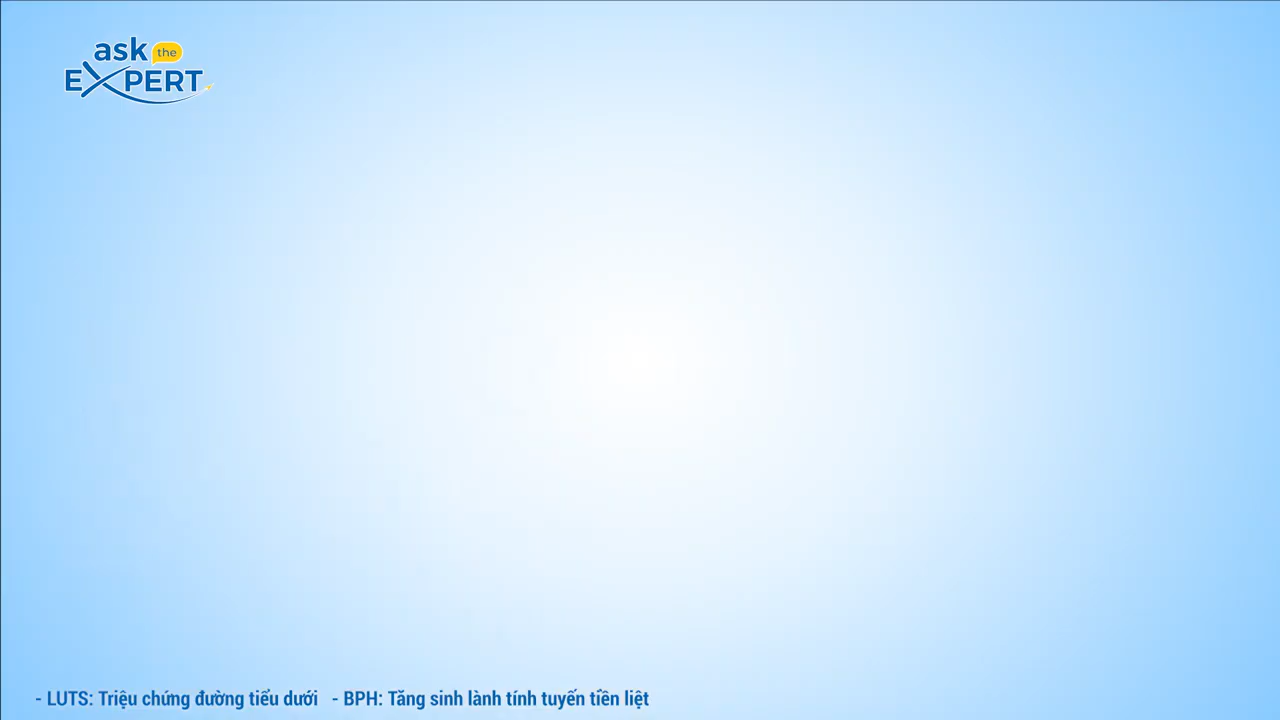 ask the
EXPERT
- LUTS: Triệu chứng đường tiểu dưới - BPH: Tăng sinh lành tính tuyến tiền liệt